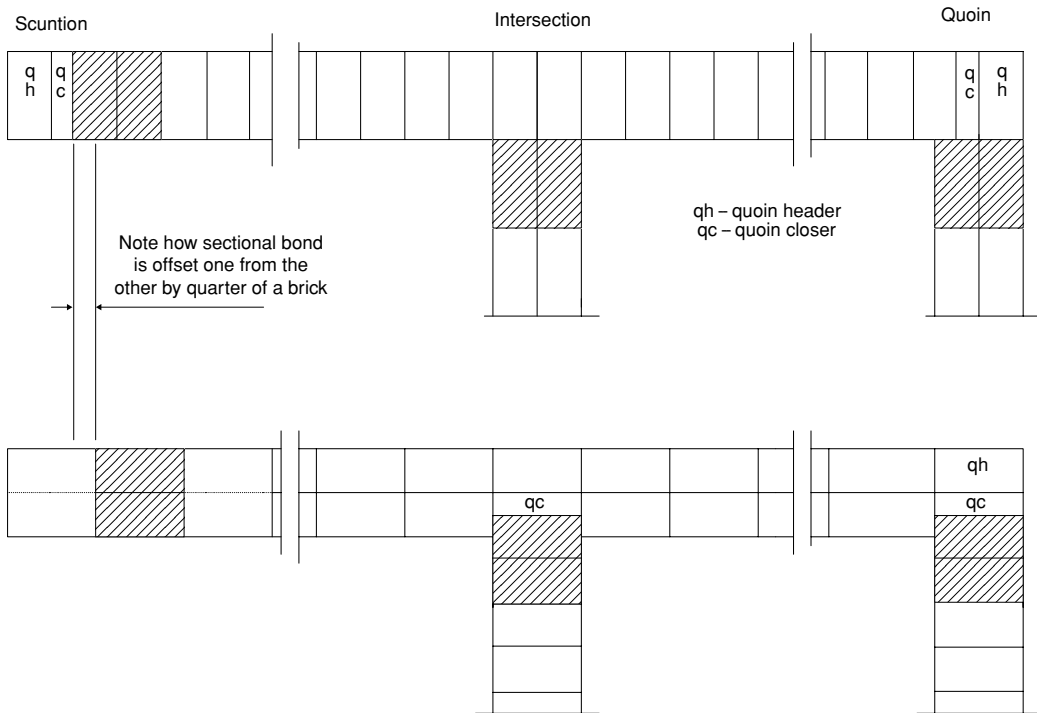 Scuntion
Intersection
Quoin
q
h
q
c
q
c
q
h
qh – quoin header
qc – quoin closer
Note how sectional bond
is offset one from the
other by quarter of a brick
qh
qc
qc